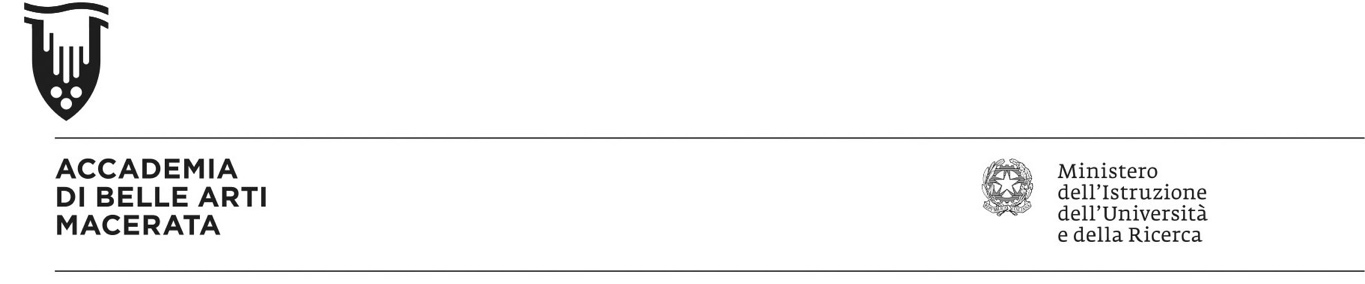 ACCADEMIA
DI BELLE ARTI
MACERATA
Ministero
dell'Istruzione
dell'Università
e della Ricerca